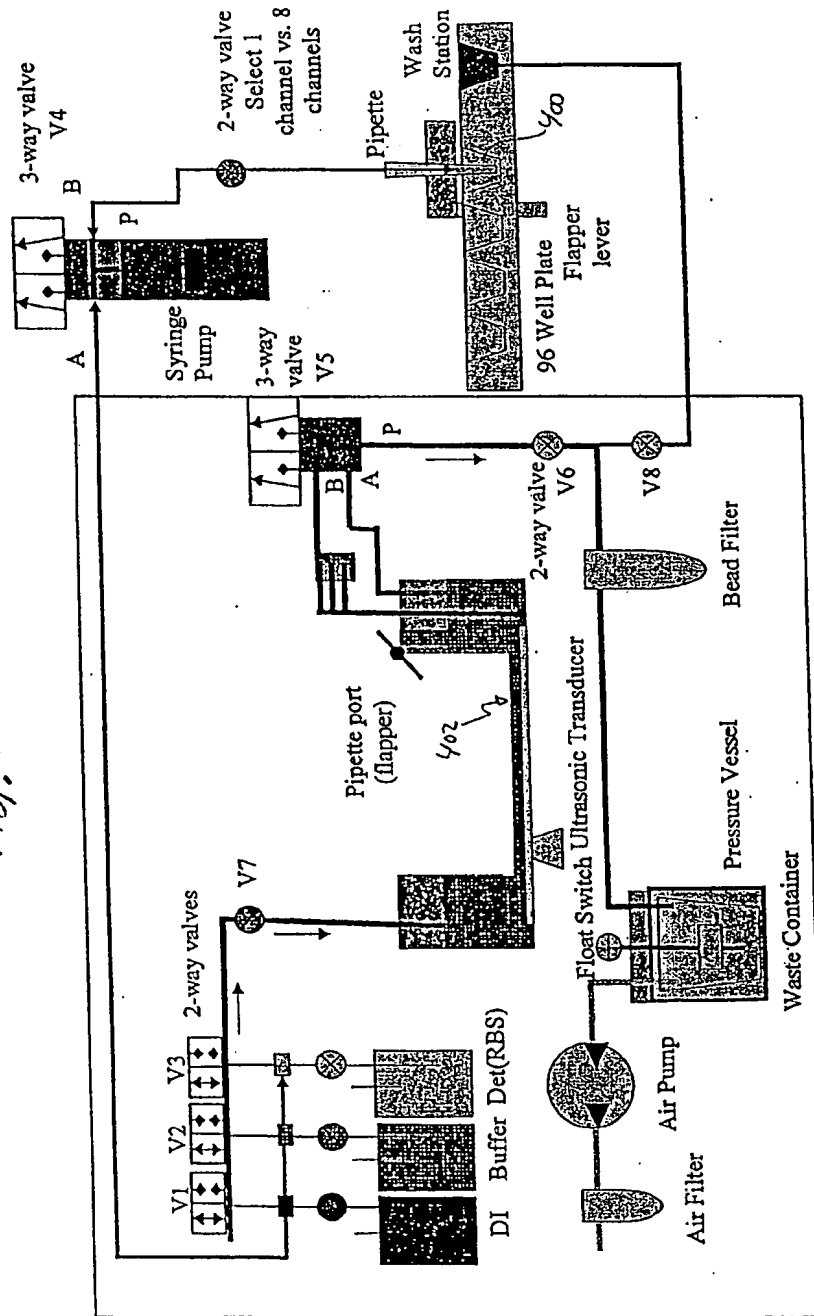 3-way valve
V4
B
P
A
Syringe
Pump
2-way valve
Select 1
channel vs. 8
channels
Pipette
Wash
Station
400
96 Well Plate
Flapper
lever
3-way
valve
V5
P
B
A
2-way valve
V6
V8
Bead Filter
Pipette port
(flapper)
402
V7
2-way valves
V1
V2
V3
DI
Buffer
Det(RBS)
Float Switch
Ultrasonic Transducer
Pressure Vessel
Waste Container
Air Pump
Air Filter